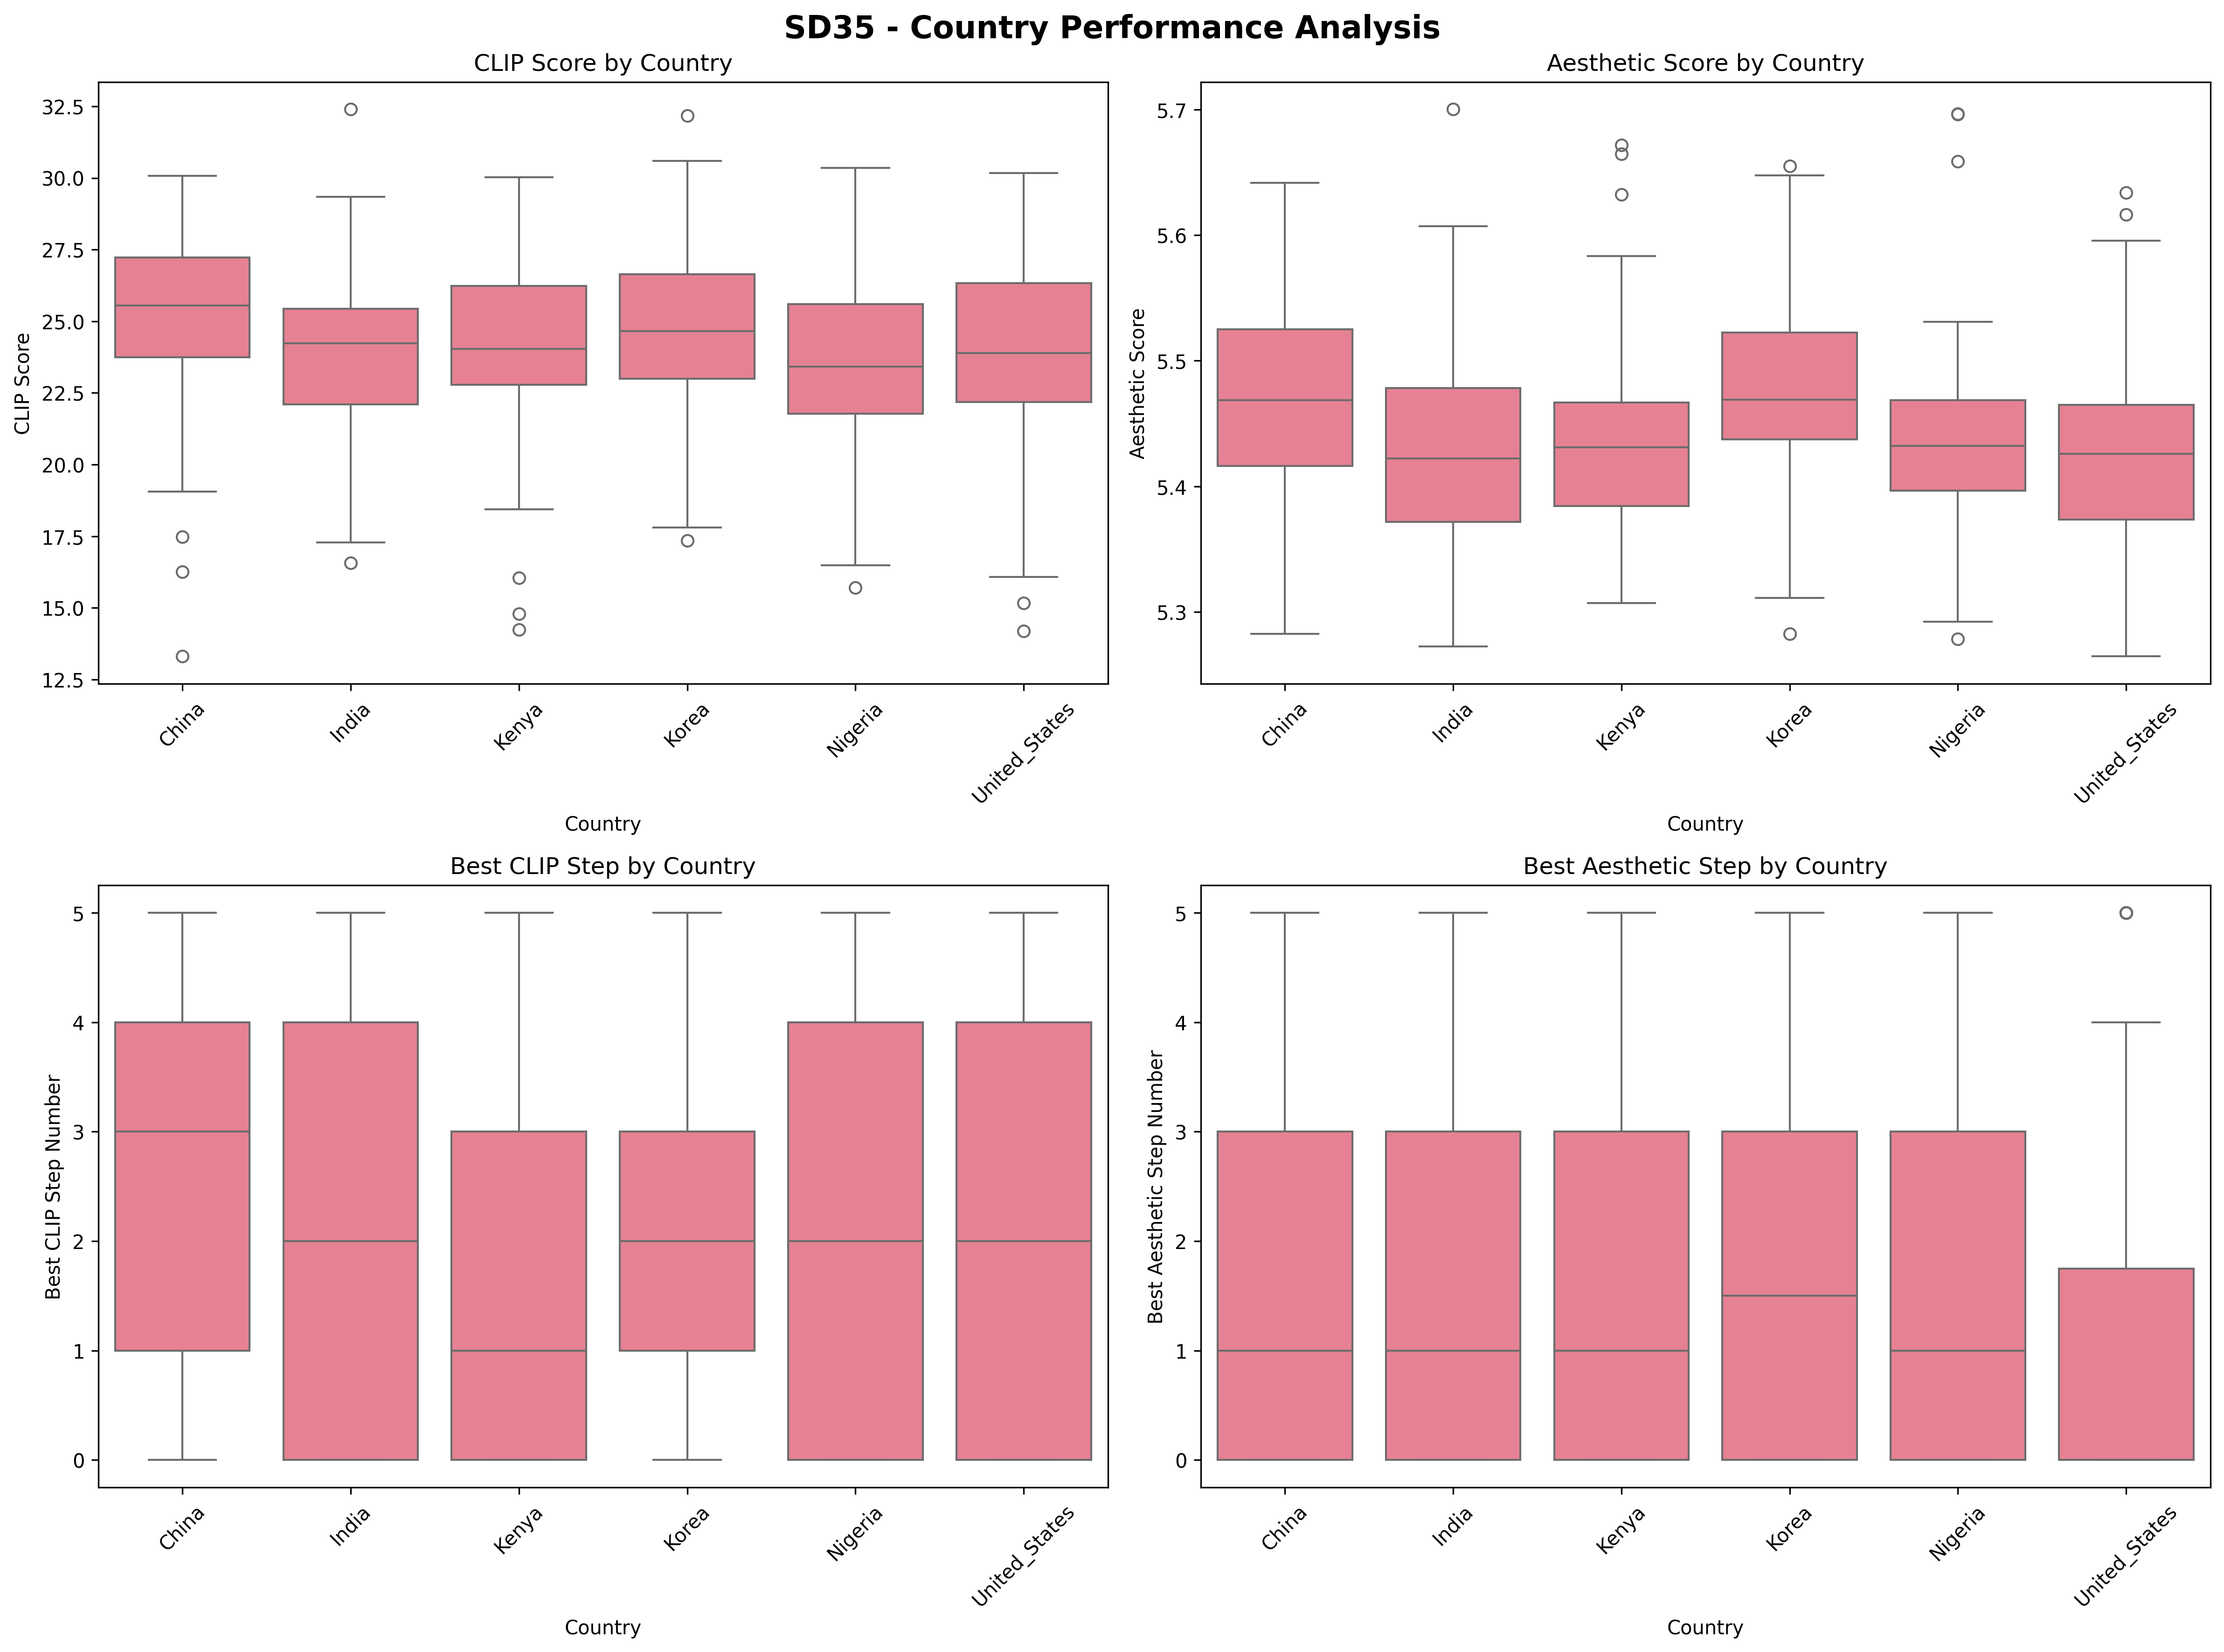 SD35 - Country Performance Analysis
CLIP Score by Country
CLIP Score
32.5
30.0
27.5
25.0
22.5
20.0
17.5
15.0
12.5
China
India
Kenya
Korea
Nigeria
United_States
Country
Aesthetic Score by Country
Aesthetic Score
5.7
5.6
5.5
5.4
5.3
China
India
Kenya
Korea
Nigeria
United_States
Country
Best CLIP Step by Country
Best CLIP Step Number
5
4
3
2
1
0
China
India
Kenya
Korea
Nigeria
United_States
Country
Best Aesthetic Step by Country
Best Aesthetic Step Number
5
4
3
2
1
0
China
India
Kenya
Korea
Nigeria
United_States
Country